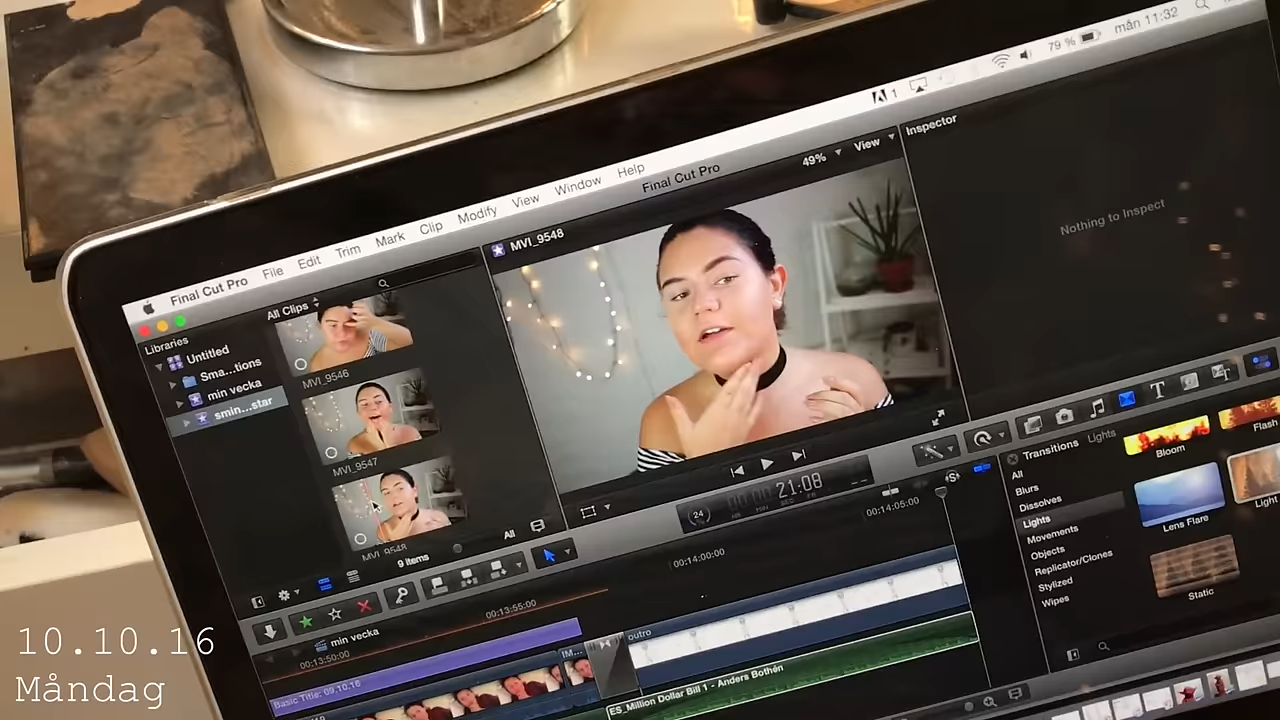 79 %
mån 11:32
Final Cut Pro File Edit Trim Mark Clip Modify View Window Help
Final Cut Pro
49%
View
Inspector
All Clips
MVI_9548
Libraries
Untitled
Sma...tions
min vecka
smin...star
MVI_9546
MVI_9547
MVI_9548
Nothing to Inspect
All
9 items
24
21:08
Transitions
Lights
All
Blurs
Dissolves
Lights
Movements
Objects
Replicator/Clones
Stylized
Wipes
Bloom
Flash
Lens Flare
Light
Static
min vecka
00:13:50:00
00:13:55:00
00:14:00:00
00:14:05:00
Basic Title: 09.10.16
IM...
outro
ES_Million Dollar Bill 1 - Anders Bothén
10.10.16
Måndag